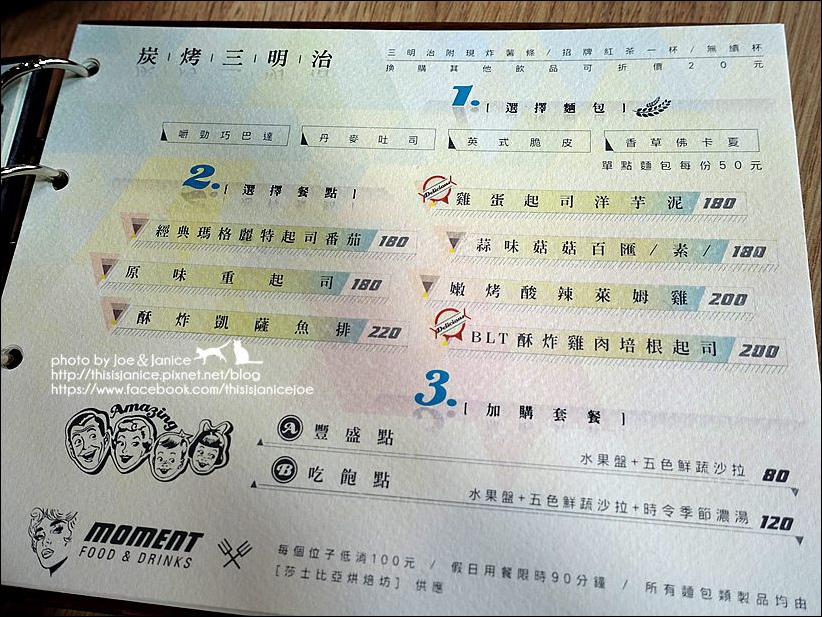 炭 烤 三 明 治
三明治附現炸薯條/招牌紅茶一杯/無續杯
換購其他飲品可折價20元
1. [ 選 擇 麵 包 ]
嚼勁巧巴達
丹麥吐司
英式脆皮
香草佛卡夏
單點麵包每份50元
2. [ 選 擇 餐 點 ]
經典瑪格麗特起司番茄 180
原味重起司 180
酥炸凱薩魚排 220
Delicious
雞蛋起司洋芋泥 180
蒜味菇菇百匯/素/ 180
嫩烤酸辣萊姆雞 200
Delicious
BLT酥炸雞肉培根起司 200
photo by Joe & Janice
http://thisisjanice.pixnet.net/blog
https://www.facebook.com/thisisjanicejoe
3. [ 加 購 套 餐 ]
Amazing
A 豐盛點 水果盤+五色鮮蔬沙拉 80
B 吃飽點 水果盤+五色鮮蔬沙拉+時令季節濃湯 120
MOMENT
FOOD & DRINKS
每個位子低消100元 / 假日用餐限時90分鐘 / 所有麵包類製品均由
[莎士比亞烘焙坊] 供應